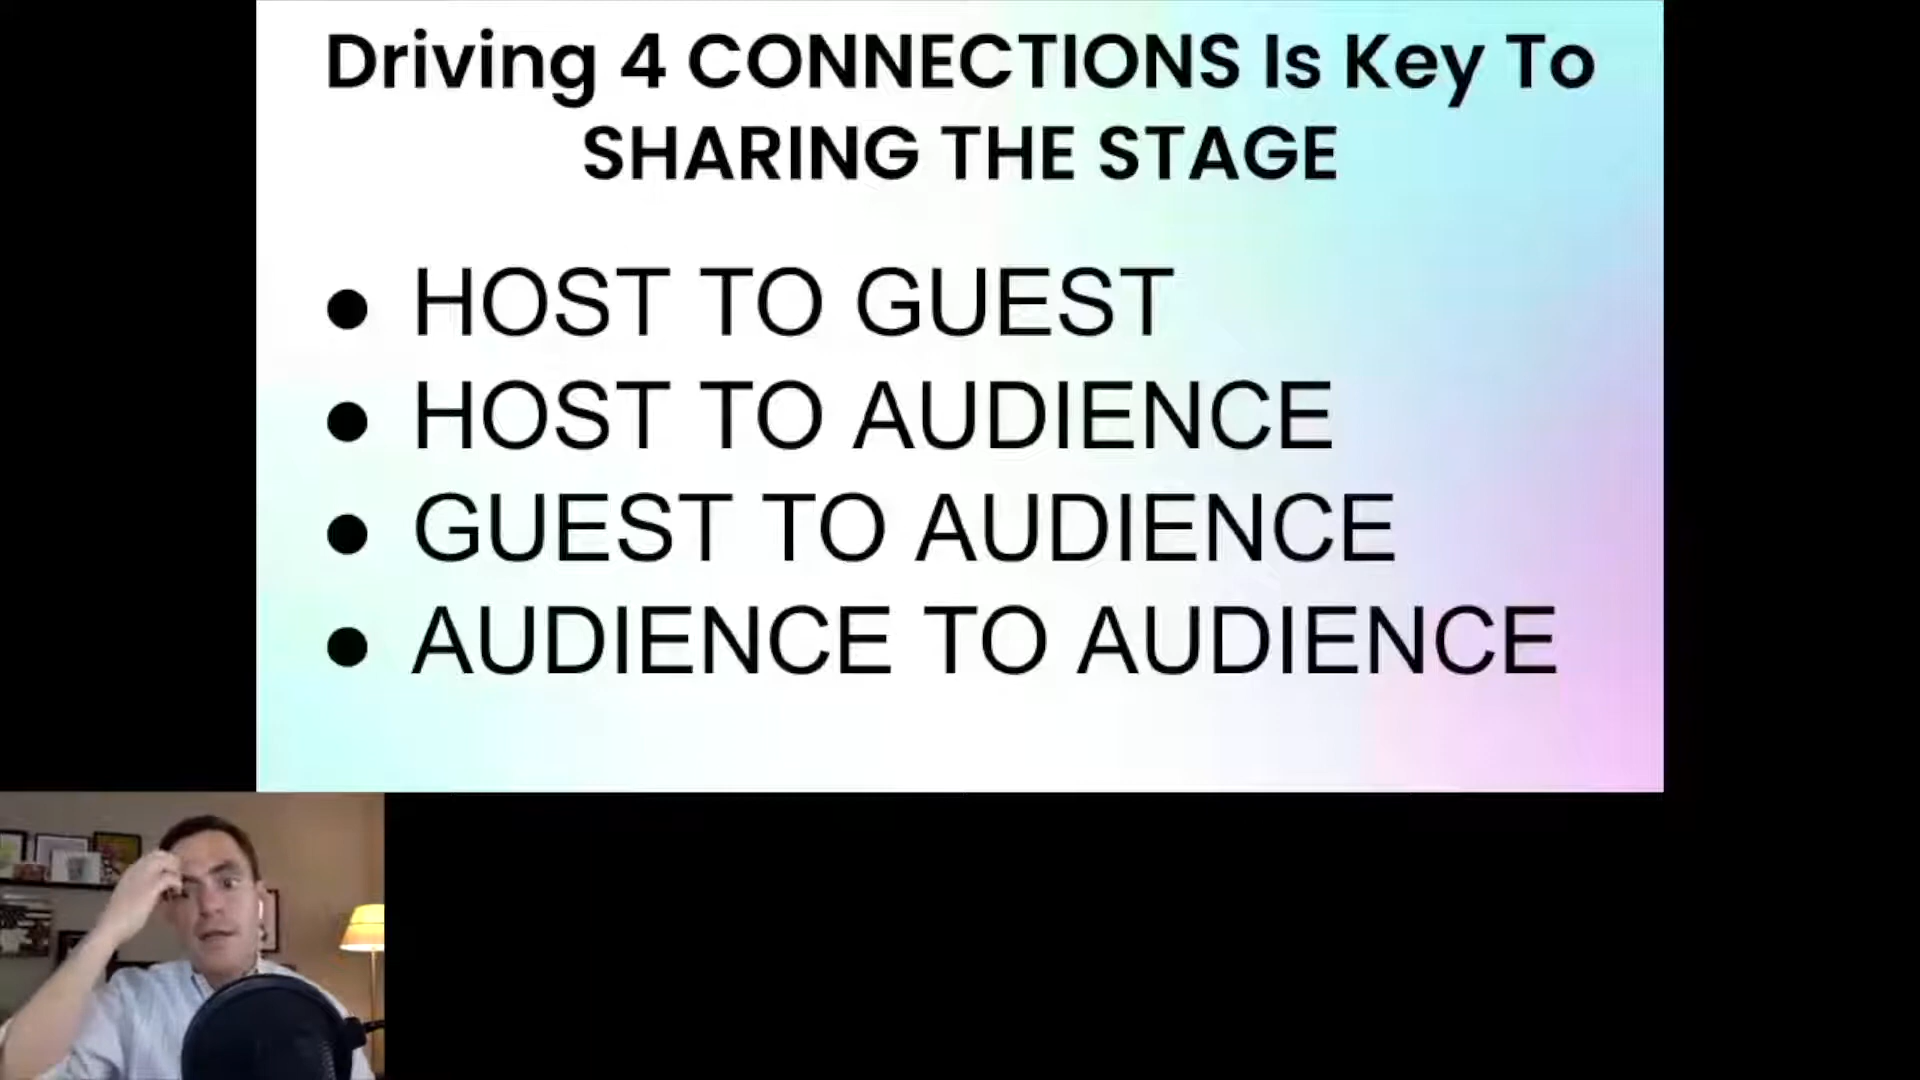 Driving 4 CONNECTIONS Is Key To
SHARING THE STAGE
● HOST TO GUEST
● HOST TO AUDIENCE
● GUEST TO AUDIENCE
● AUDIENCE TO AUDIENCE